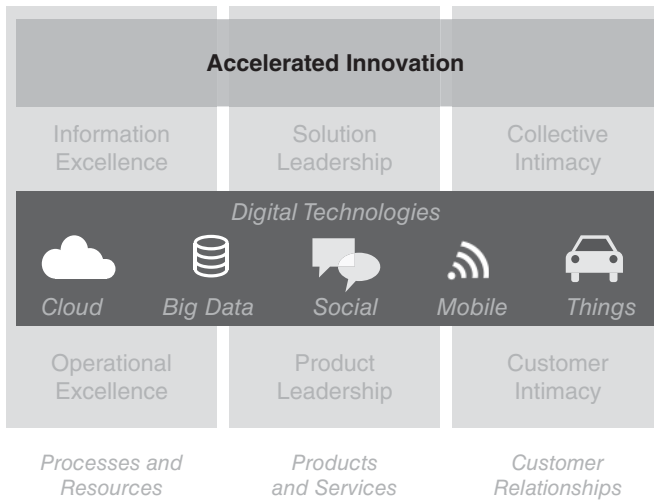 Accelerated Innovation
Information Solution Collective
Excellence Leadership Intimacy
Digital Technologies
Cloud Big Data Social Mobile Things
Operational Product Customer
Excellence Leadership Intimacy
Processes and Products Customer
Resources and Services Relationships